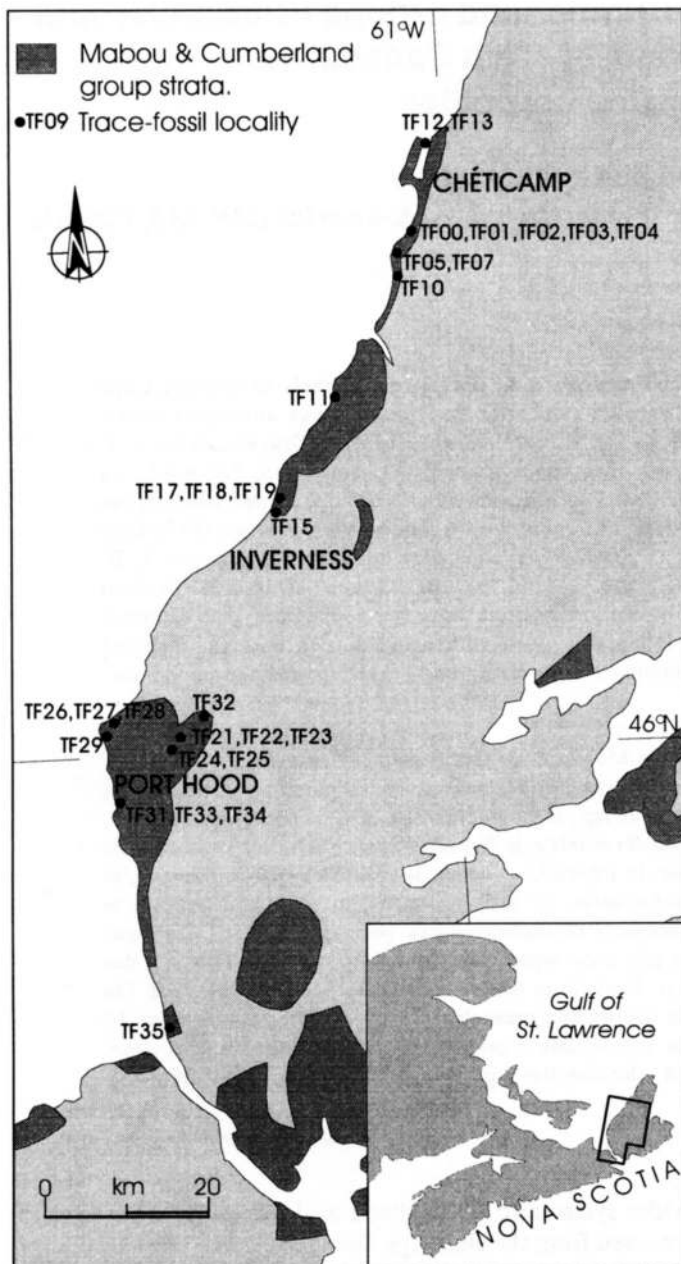 61°W
Mabou & Cumberland
group strata.
TF09 Trace-fossil locality
TF12,TF13
CHÉTICAMP
TF00,TF01,TF02,TF03,TF04
TF05,TF07
TF10
N
TF11
TF17,TF18,TF19
TF15
INVERNESS
TF32
TF26,TF27,TF28
TF29
TF21,TF22,TF23
46°N
TF24,TF25
PORT HOOD
TF31,TF33,TF34
TF35
Gulf of
St. Lawrence
NOVA SCOTIA
0 km 20